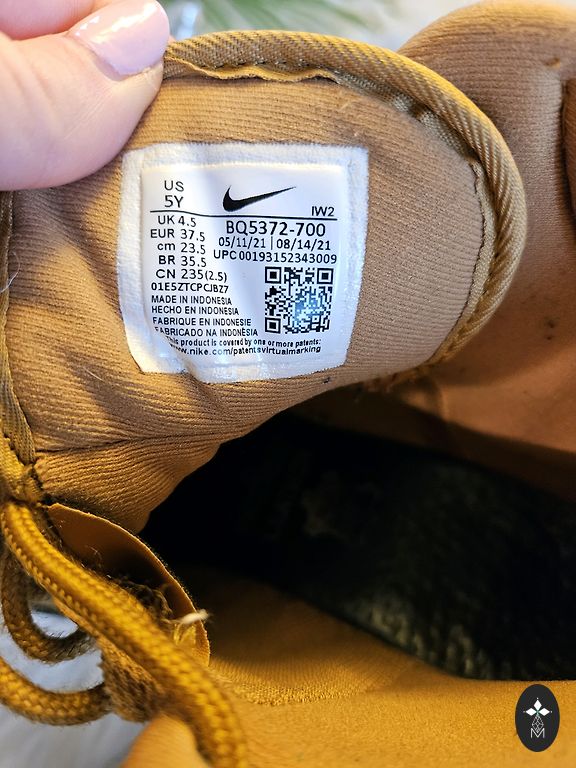 US
5Y
IW2
UK 4.5
EUR 37.5
cm 23.5
BR 35.5
CN 235(2.5)
BQ5372-700
05/11/21 | 08/14/21
UPC 00193152343009
01E5ZTCPCJBZ7
MADE IN INDONESIA
HECHO EN INDONESIA
FABRIQUE EN INDONESIE
FABRICADO NA INDONÉSIA
This product is covered by one or more patents:
www.nike.com/patentsvirtualmarking
M